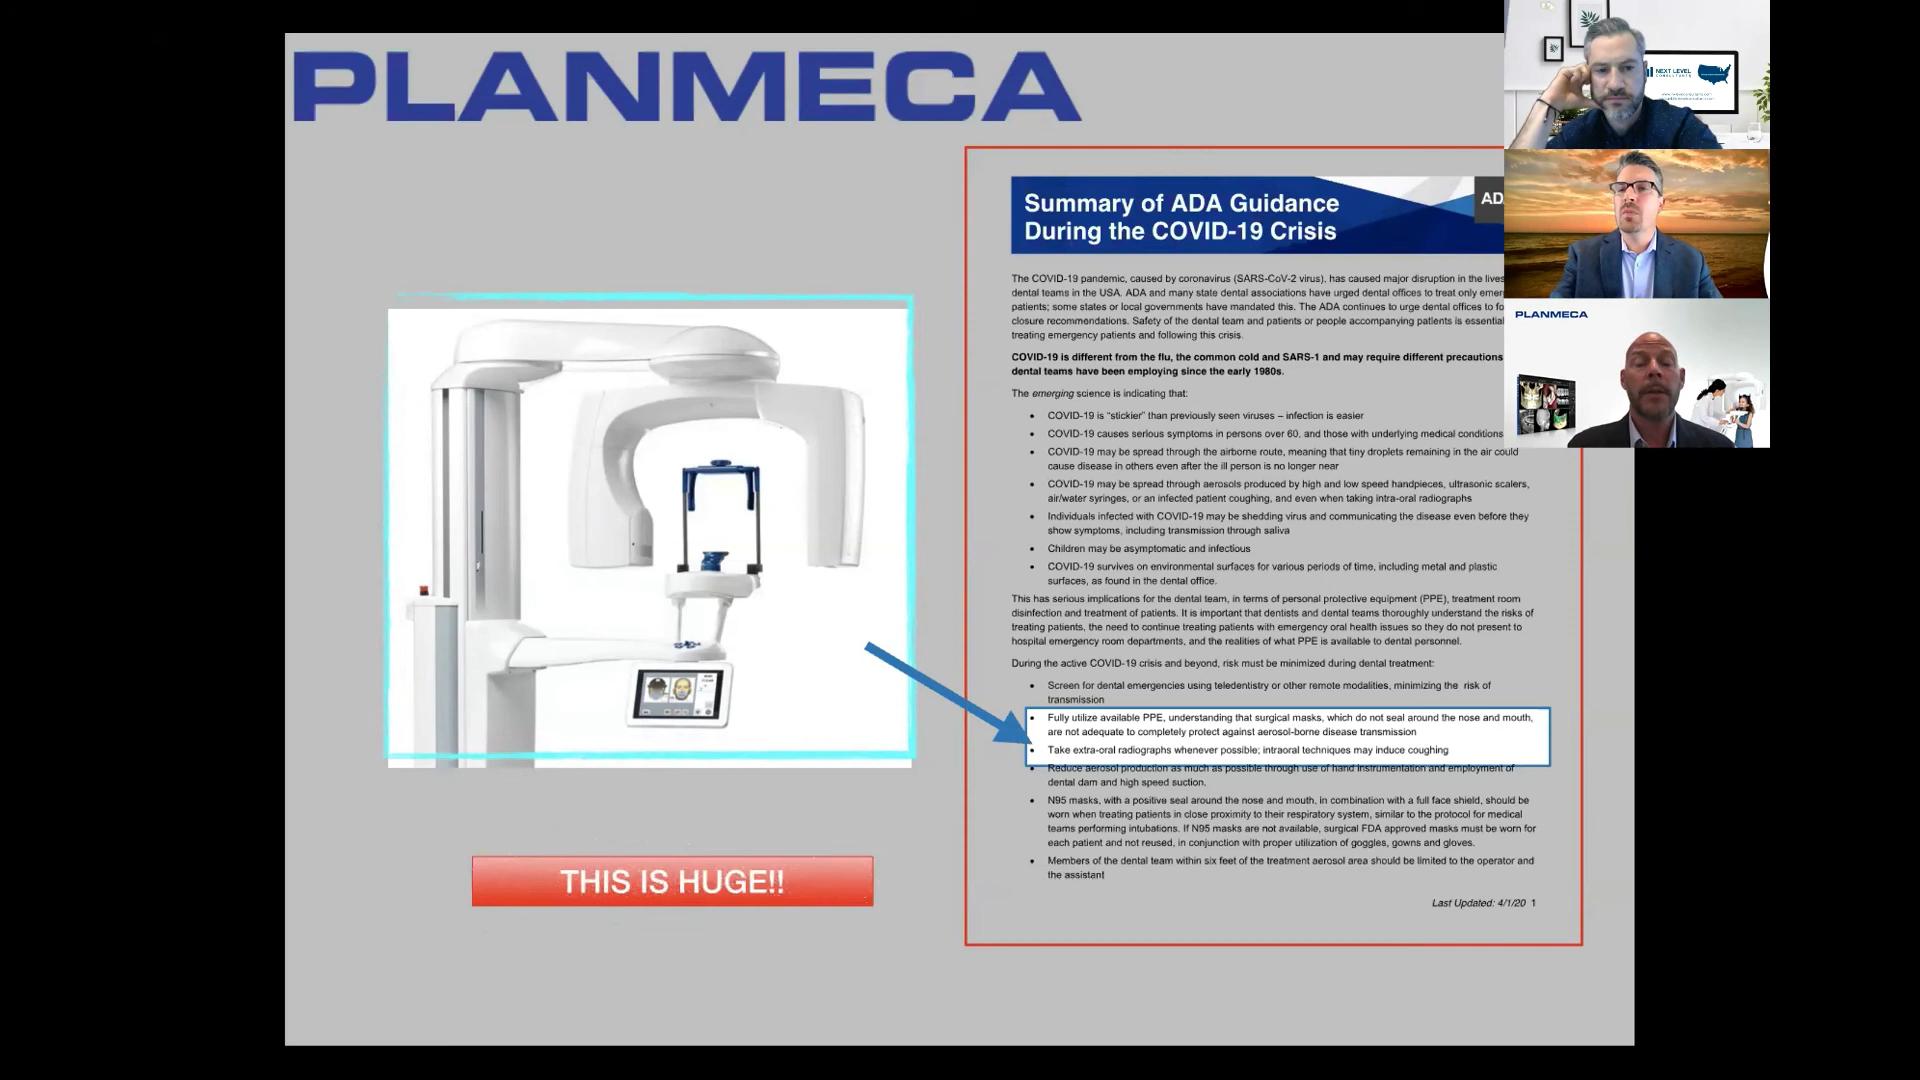 PLANMECA
NEXT LEVEL
CONSULTANTS
PLANMECA
Summary of ADA Guidance
During the COVID-19 Crisis
The COVID-19 pandemic, caused by coronavirus (SARS-CoV-2 virus), has caused major disruption in the lives
dental teams in the USA. ADA and many state dental associations have urged dental offices to treat only
patients; some states or local governments have mandated this. The ADA continues to urge dental offices to
closure recommendations. Safety of the dental team and patients or people accompanying patients is essential
treating emergency patients and following this crisis.
COVID-19 is different from the flu, the common cold and SARS-1 and may require different precautions
dental teams have been employing since the early 1980s.
The emerging science is indicating that:
• COVID-19 is “stickier” than previously seen viruses – infection is easier
• COVID-19 causes serious symptoms in persons over 60, and those with underlying medical conditions
• COVID-19 may be spread through the airborne route, meaning that tiny droplets remaining in the air could
cause disease in others even after the ill person is no longer near
• COVID-19 may be spread through aerosols produced by high and low speed handpieces, ultrasonic scalers,
air/water syringes, or an infected patient coughing, and even when taking intra-oral radiographs
• Individuals infected with COVID-19 may be shedding virus and communicating the disease even before they
show symptoms, including transmission through saliva
• Children may be asymptomatic and infectious
• COVID-19 survives on environmental surfaces for various periods of time, including metal and plastic
surfaces, as found in the dental office.
This has serious implications for the dental team, in terms of personal protective equipment (PPE), treatment room
disinfection and treatment of patients. It is important that dentists and dental teams thoroughly understand the risks of
treating patients, the need to continue treating patients with emergency oral health issues so they do not present to
hospital emergency room departments, and the realities of what PPE is available to dental personnel.
During the active COVID-19 crisis and beyond, risk must be minimized during dental treatment:
• Screen for dental emergencies using teledentistry or other remote modalities, minimizing the risk of
transmission
• Fully utilize available PPE, understanding that surgical masks, which do not seal around the nose and mouth,
are not adequate to completely protect against aerosol-borne disease transmission
• Take extra-oral radiographs whenever possible; intraoral techniques may induce coughing
• Reduce aerosol production as much as possible through use of hand instrumentation and employment of
dental dam and high speed suction.
• N95 masks, with a positive seal around the nose and mouth, in combination with a full face shield, should be
worn when treating patients in close proximity to their respiratory system, similar to the protocol for medical
teams performing intubations. If N95 masks are not available, surgical FDA approved masks must be worn for
each patient and not reused, in conjunction with proper utilization of goggles, gowns and gloves.
• Members of the dental team within six feet of the treatment aerosol area should be limited to the operator and
the assistant
Last Updated: 4/1/20 1
THIS IS HUGE!!